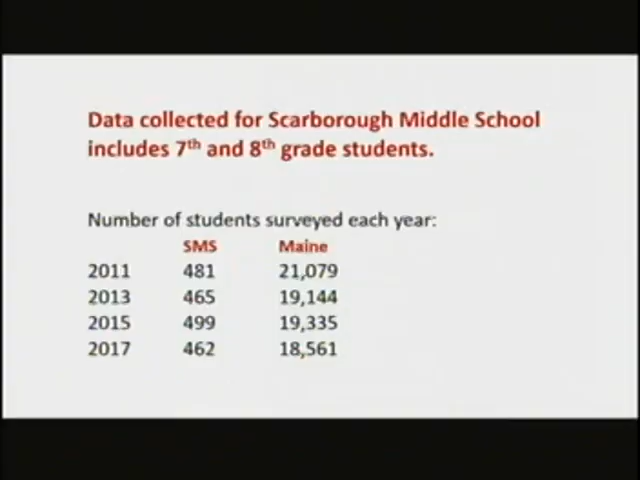 Data collected for Scarborough Middle School
includes 7th and 8th grade students.
Number of students surveyed each year:
SMS Maine
2011 481 21,079
2013 465 19,144
2015 499 19,335
2017 462 18,561